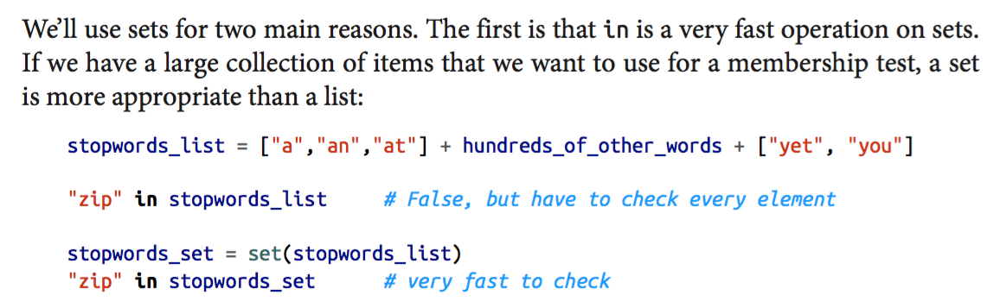 We’ll use sets for two main reasons. The first is that in is a very fast operation on sets.
If we have a large collection of items that we want to use for a membership test, a set
is more appropriate than a list:
stopwords_list = ["a","an","at"] + hundreds_of_other_words + ["yet", "you"]
"zip" in stopwords_list # False, but have to check every element
stopwords_set = set(stopwords_list)
"zip" in stopwords_set # very fast to check